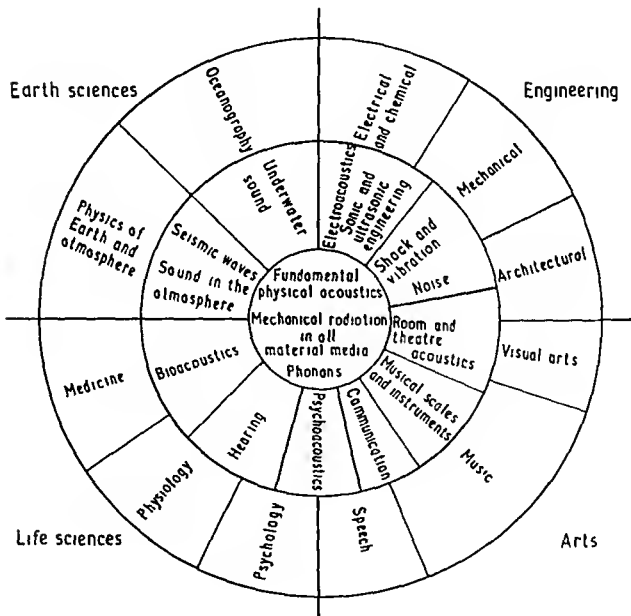 Earth sciences
Engineering
Oceanography
Electrical
and chemical
Mechanical
Architectural
Physics of
Earth and
atmosphere
Underwater
sound
Electroacoustics
Sonic and
ultrasonic
engineering
Shock and
vibration
Noise
Seismic waves
Sound in the
atmosphere
Fundamental
physical acoustics
Mechanical radiation
in all
material media
Phonons
Room and
theatre
acoustics
Visual arts
Medicine
Bioacoustics
Musical scales
and instruments
Hearing
Psychoacoustics
Communication
Music
Physiology
Psychology
Speech
Life sciences
Arts